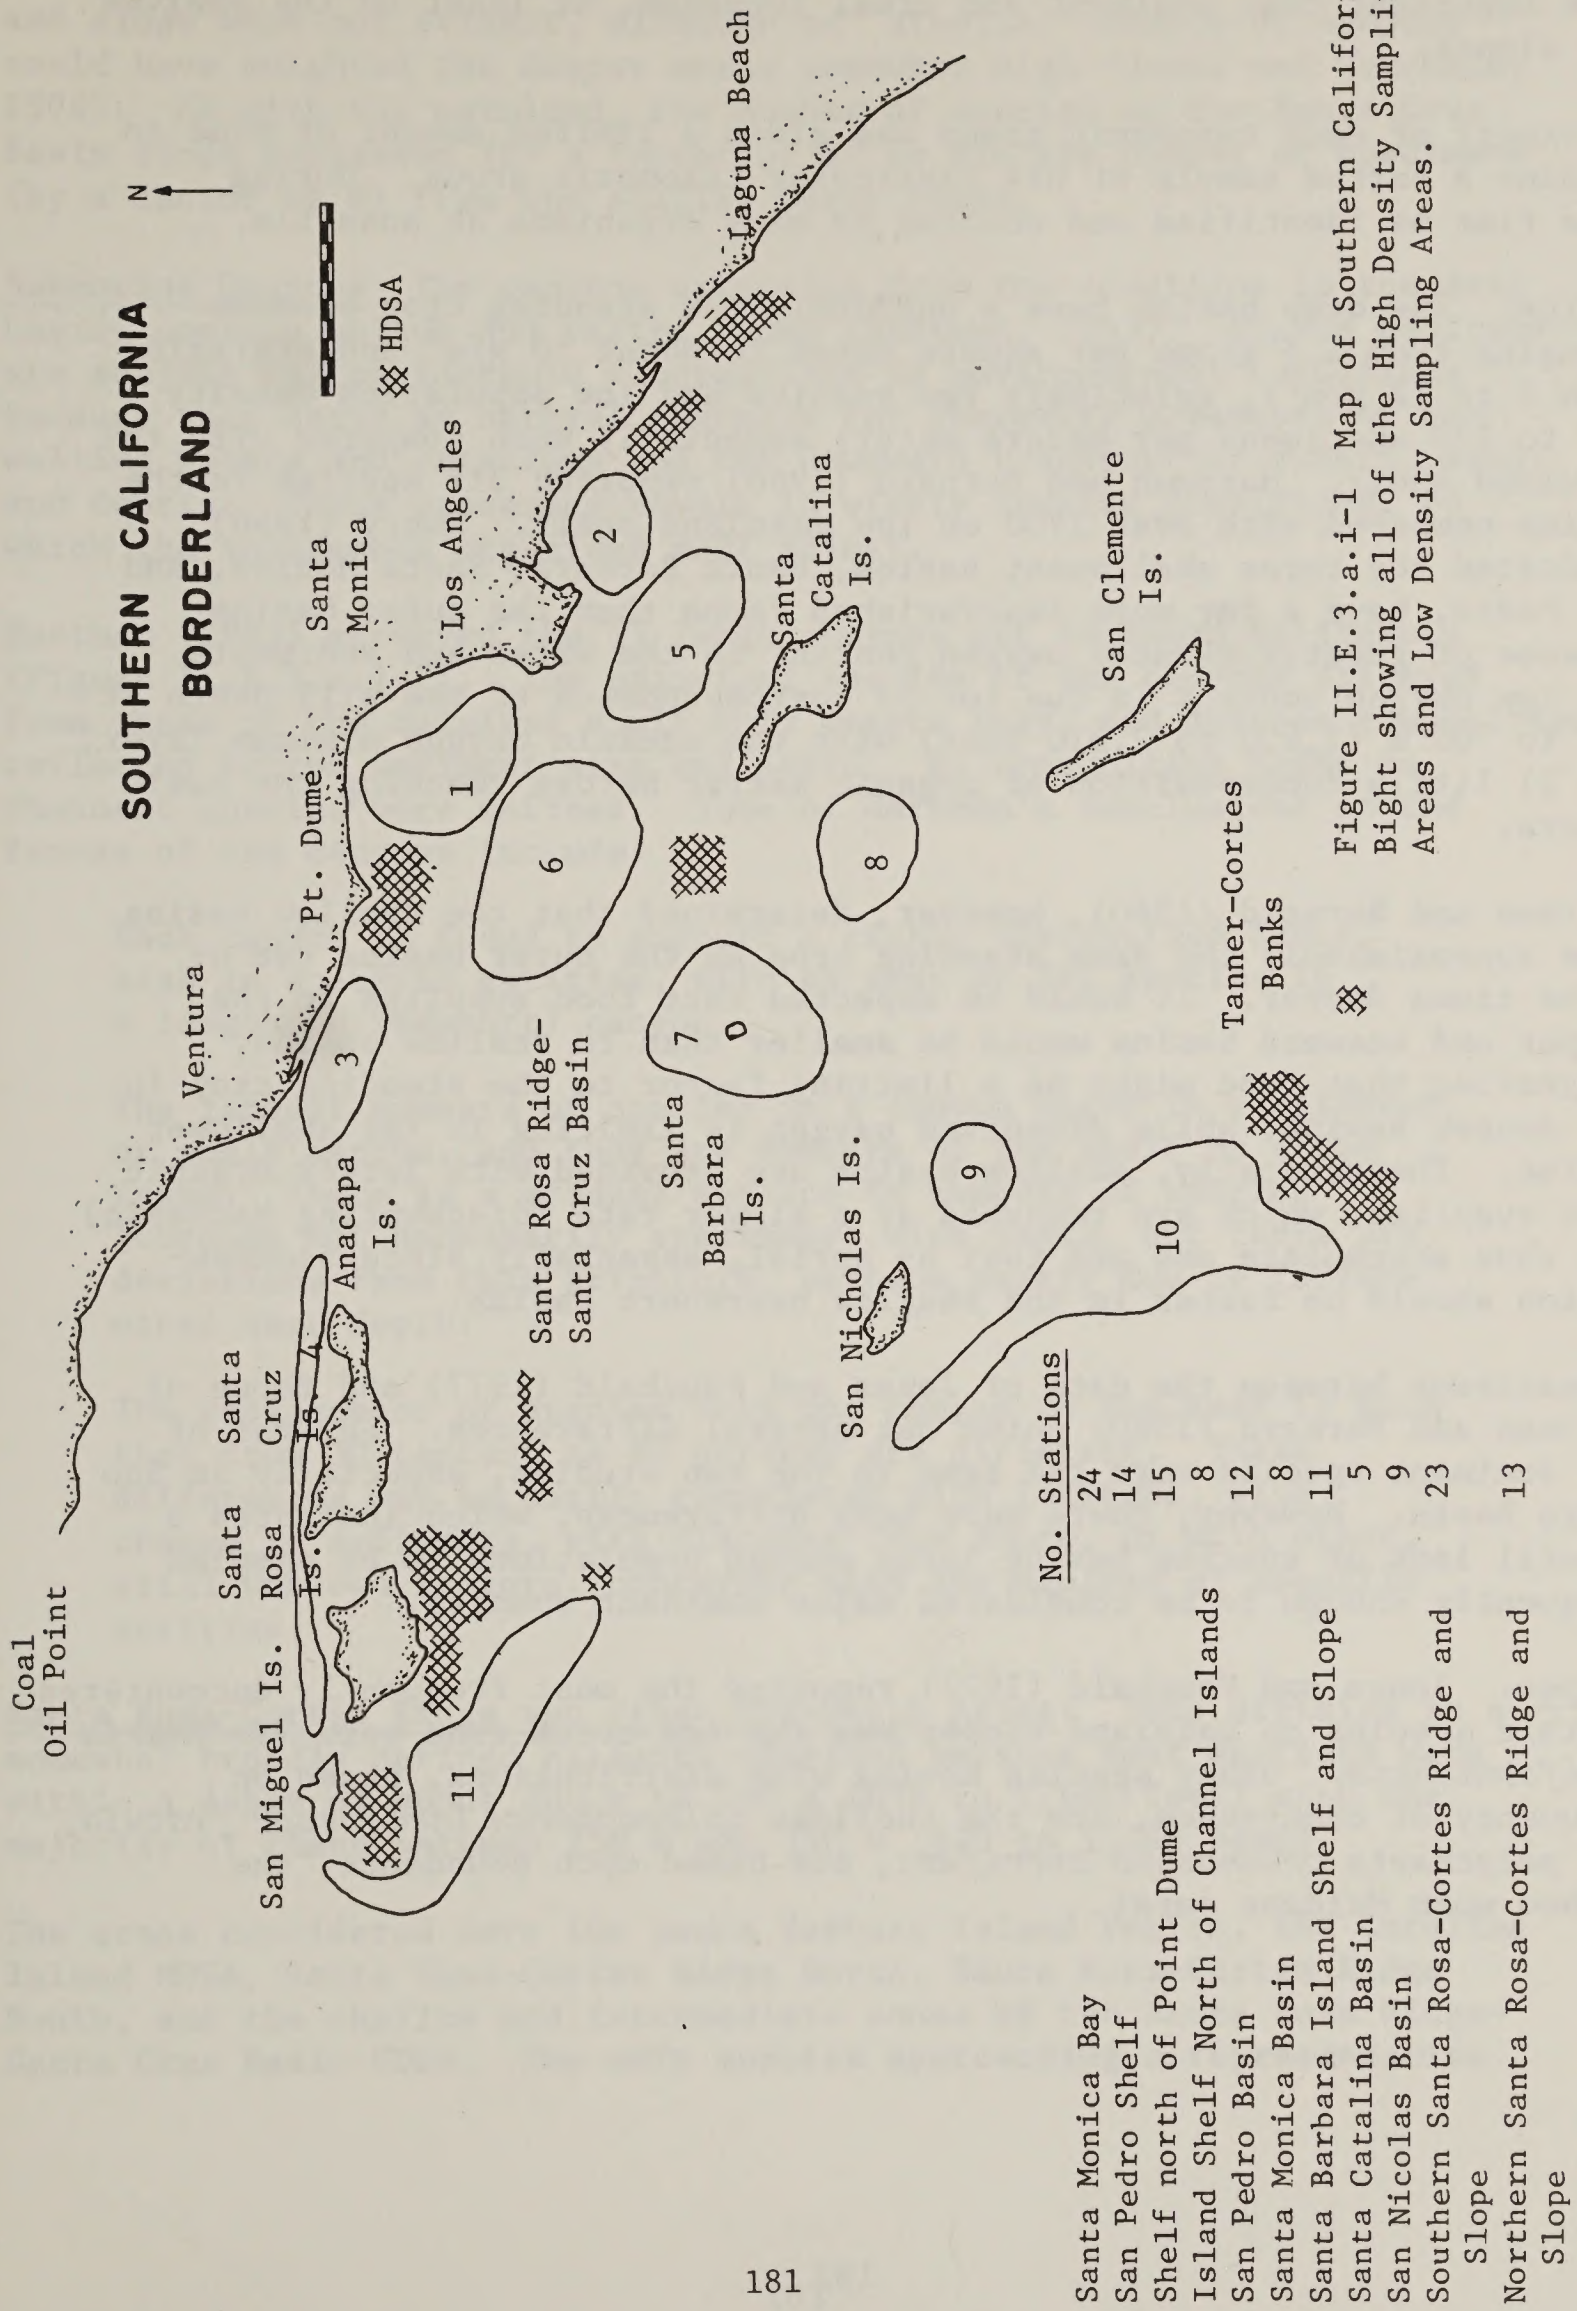 SOUTHERN CALIFORNIA
BORDERLAND
N
HDSA
Coal
Oil Point
Ventura
Pt. Dume
Santa
Monica
Los Angeles
Laguna Beach
San Miguel Is.
Santa
Rosa
Is.
Santa
Cruz
Is.
Anacapa
Is.
Santa Rosa Ridge-
Santa Cruz Basin
Santa
Barbara
Is.
San Nicholas Is.
Santa
Catalina
Is.
San Clemente
Is.
Tanner-Cortes
Banks
1
2
3
4
5
6
7
8
9
10
11
No. Stations
Santa Monica Bay 24
San Pedro Shelf 14
Shelf north of Point Dume 15
Island Shelf North of Channel Islands 8
San Pedro Basin 12
Santa Monica Basin 8
Santa Barbara Island Shelf and Slope 11
Santa Catalina Basin 5
San Nicolas Basin 9
Southern Santa Rosa-Cortes Ridge and 23
Slope
Northern Santa Rosa-Cortes Ridge and 13
Slope
Figure II.E.3.a.i-1 Map of Southern Califor
Bight showing all of the High Density Sampli
Areas and Low Density Sampling Areas.
181